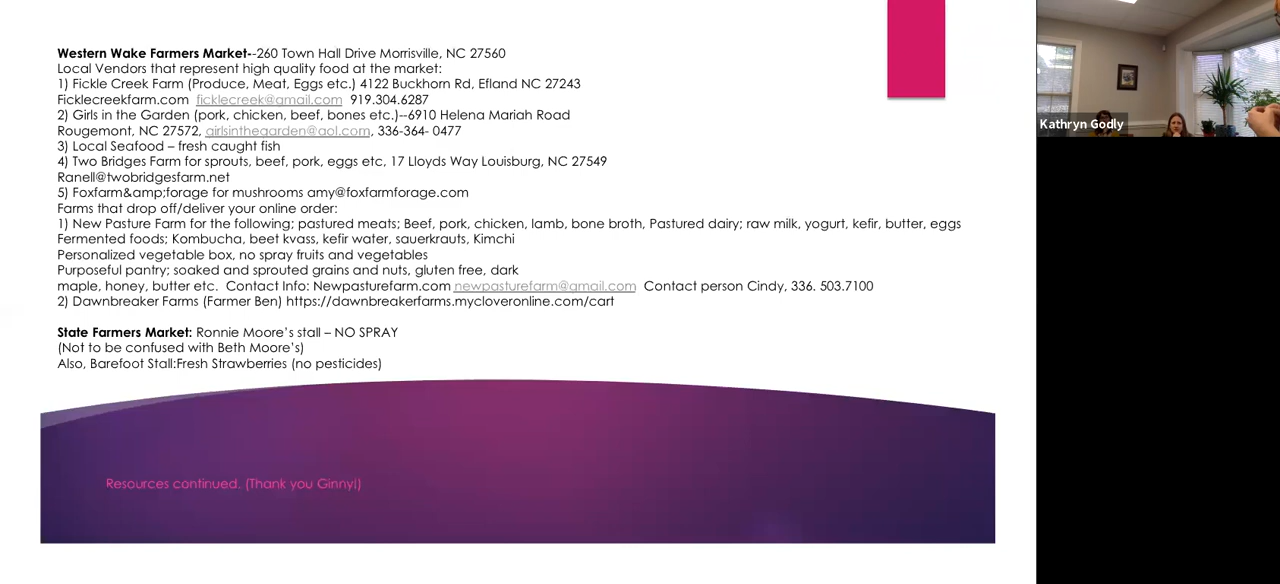 Western Wake Farmers Market--260 Town Hall Drive Morrisville, NC 27560
Local Vendors that represent high quality food at the market:
1) Fickle Creek Farm (Produce, Meat, Eggs etc.) 4122 Buckhorn Rd, Efland NC 27243
Ficklecreekfarm.com ficklecreek@gmail.com 919.304.6287
2) Girls in the Garden (pork, chicken, beef, bones etc.)--6910 Helena Mariah Road
Rougemont, NC 27572, girlsinthegarden@aol.com, 336-364- 0477
3) Local Seafood – fresh caught fish
4) Two Bridges Farm for sprouts, beef, pork, eggs etc, 17 Lloyds Way Louisburg, NC 27549
Ranell@twobridgesfarm.net
5) Foxfarm&amp;forage for mushrooms amy@foxfarmforage.com
Farms that drop off/deliver your online order:
1) New Pasture Farm for the following; pastured meats; Beef, pork, chicken, lamb, bone broth, Pastured dairy; raw milk, yogurt, kefir, butter, eggs
Fermented foods; Kombucha, beet kvass, kefir water, sauerkrauts, Kimchi
Personalized vegetable box, no spray fruits and vegetables
Purposeful pantry; soaked and sprouted grains and nuts, gluten free, dark
maple, honey, butter etc. Contact Info: Newpasturefarm.com newpasturefarm@gmail.com Contact person Cindy, 336. 503.7100
2) Dawnbreaker Farms (Farmer Ben) https://dawnbreakerfarms.mycloveronline.com/cart
State Farmers Market: Ronnie Moore's stall – NO SPRAY
(Not to be confused with Beth Moore's)
Also, Barefoot Stall:Fresh Strawberries (no pesticides)
Resources continued. (Thank you Ginny!)
Kathryn Godly